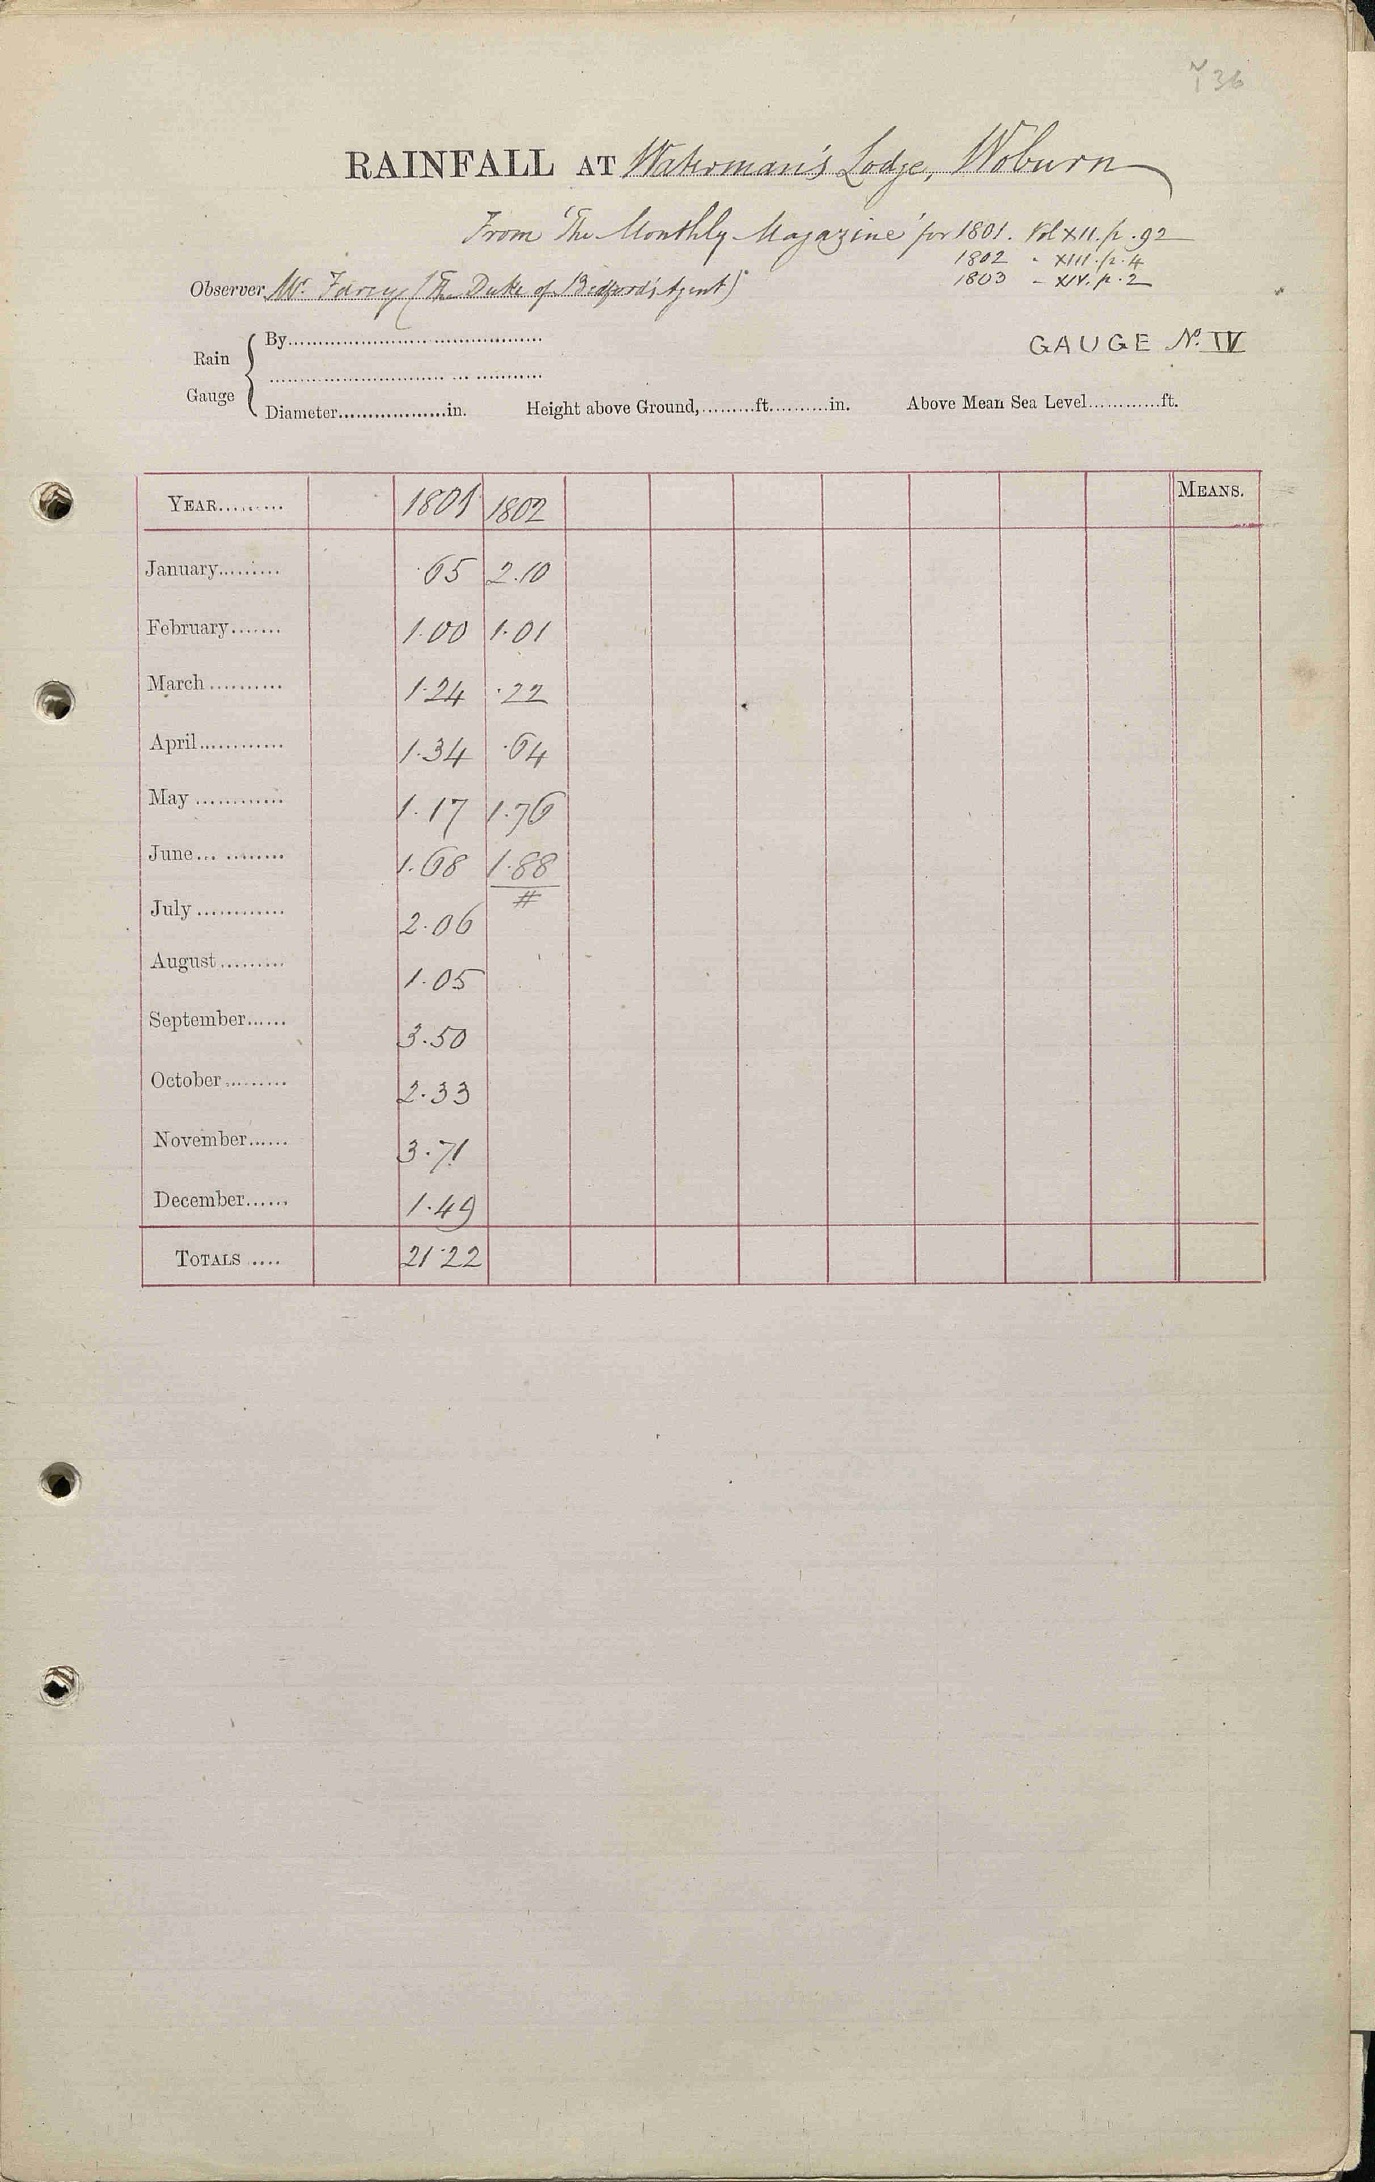 T 36
RAINFALL AT Waterman's Lodge, Woburn
From 'The Monthly Magazine' for 1801. Vol XII. p. 92
1802 - XIII. p. 4
1803 - XIV. p. 2
Observer Mr. Farey (The Duke of Bedford's Agent)
Rain Gauge { By
GAUGE No. IV
Diameter in. Height above Ground, ft. in. Above Mean Sea Level ft.
YEAR 1801 1802 MEANS.
January .65 2.10
February 1.00 1.01
March 1.24 .22
April 1.34 .64
May 1.17 1.76
June 1.68 1.88
#
July 2.06
August 1.05
September 3.50
October 2.33
November 3.71
December 1.49
TOTALS 21.22